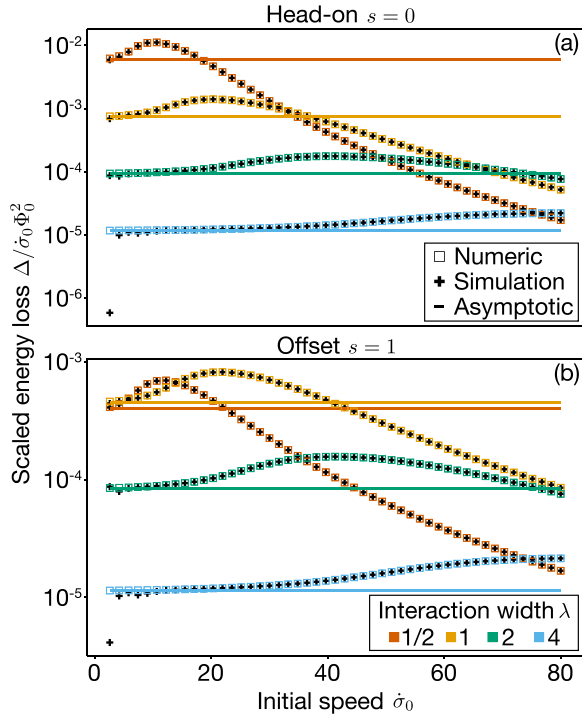 Head-on s = 0
(a)
10⁻²
10⁻³
10⁻⁴
10⁻⁵
10⁻⁶
Numeric
Simulation
Asymptotic
Scaled energy loss Δ/σ̇₀Φ₀²
Offset s = 1
(b)
10⁻³
10⁻⁴
10⁻⁵
Interaction width λ
1/2 1 2 4
0 20 40 60 80
Initial speed σ̇₀